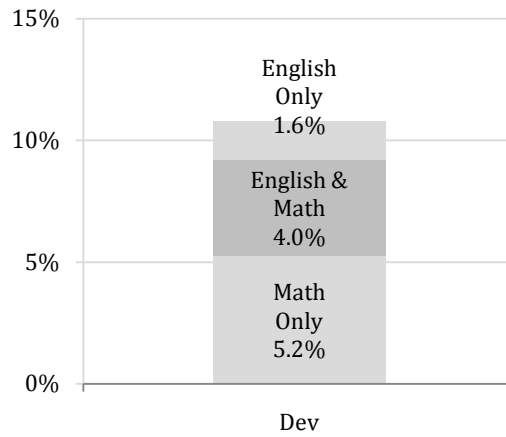 15%
English
Only
1.6%
10%
English &
Math
4.0%
5%
Math
Only
5.2%
0%
Dev